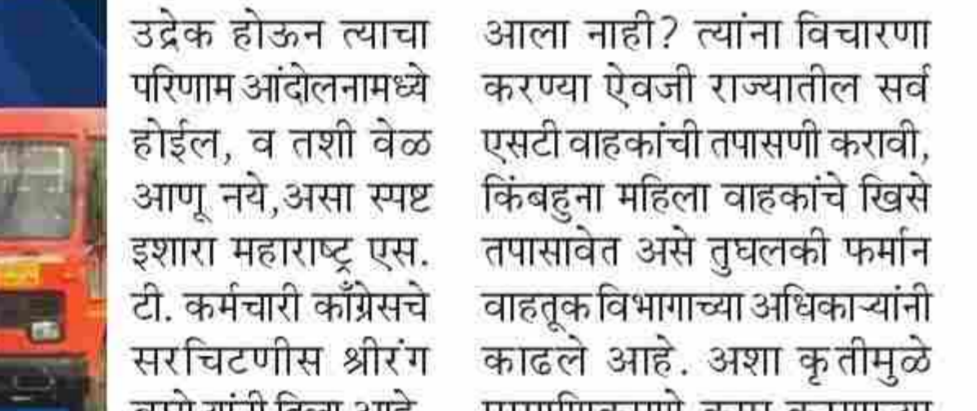 उद्रेक होऊन त्याचा
परिणाम आंदोलनामध्ये
होईल, व तशी वेळ
आणू नये,असा स्पष्ट
इशारा महाराष्ट्र एस.
टी. कर्मचारी काँग्रेसचे
सरचिटणीस श्रीरंग
आला नाही? त्यांना विचारणा
करण्या ऐवजी राज्यातील सर्व
एसटी वाहकांची तपासणी करावी,
किंबहुना महिला वाहकांचे खिसे
तपासावेत असे तुघलकी फर्मान
वाहतूक विभागाच्या अधिकाऱ्यांनी
काढले आहे. अशा कृतीमुळे